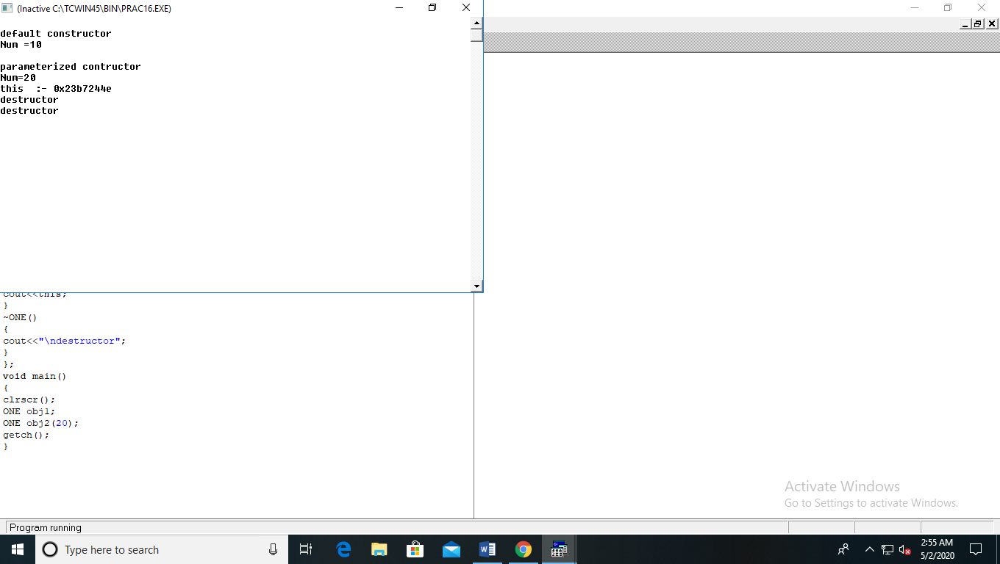 (Inactive C:\TCWIN45\BIN\PRAC16.EXE)
default constructor
Num =10
parameterized contructor
Num=20
this  :- 0x23b7244e
destructor
destructor
cout<<this;
}
~ONE()
{
cout<<"\ndestructor";
}
};
void main()
{
clrscr();
ONE obj1;
ONE obj2(20);
getch();
}
Activate Windows
Go to Settings to activate Windows.
Program running
Type here to search
2:55 AM
5/2/2020